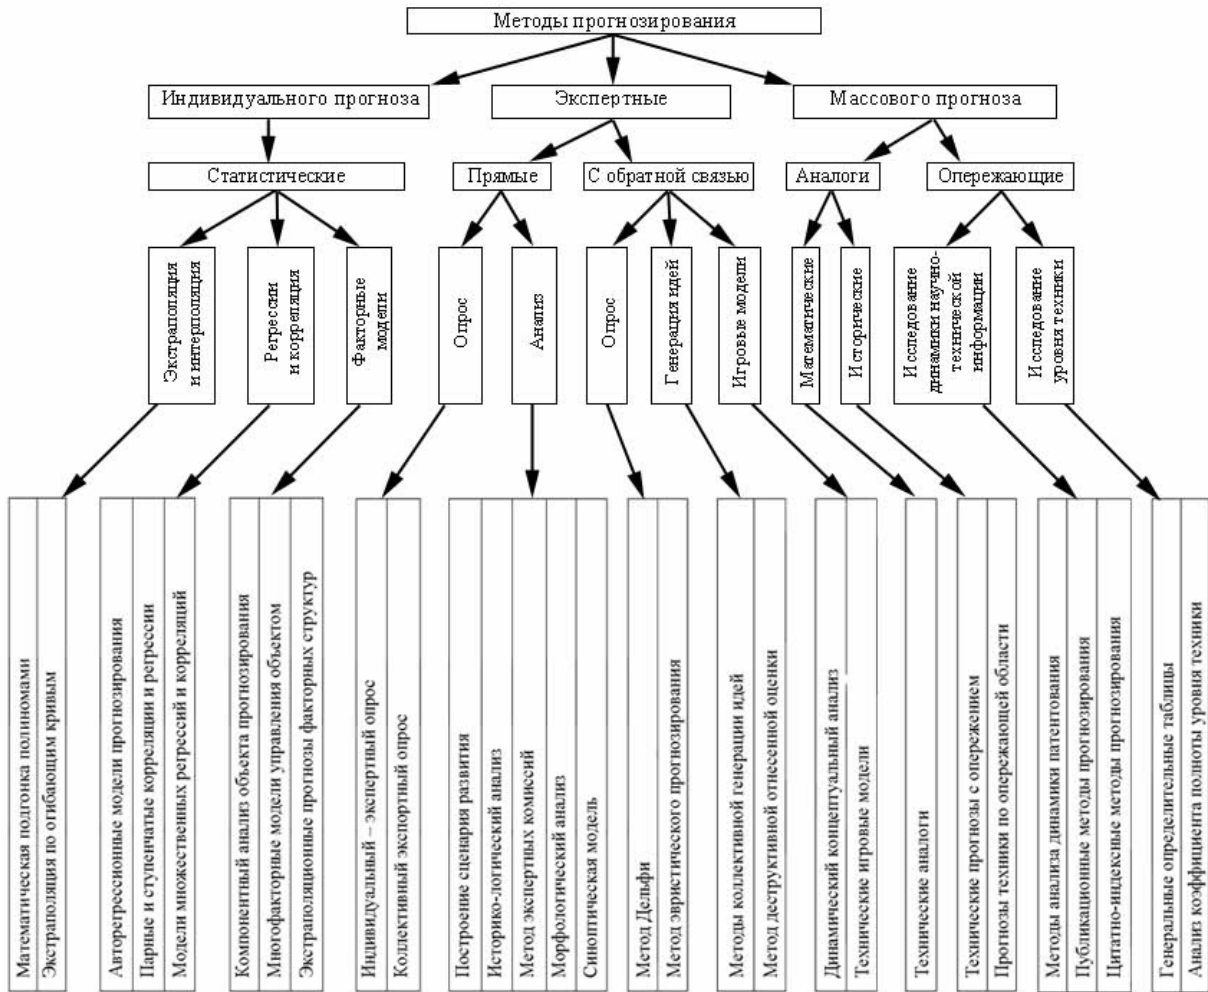 Методы прогнозирования
Индивидуального прогноза
Экспертные
Массового прогноза
Статистические
Прямые
С обратной связью
Аналоги
Опережающие
Экстраполяция
и интерполяция
Регрессии
и корреляция
Факторные
модели
Опрос
Анализ
Опрос
Генерация идей
Игровые модели
Математические
Исторические
Исследование
динамики научно-
технической
информации
Исследование
уровня техники
Математическая подгонка полиномами
Экстраполяция по огибающим кривым
Авторегрессионные модели прогнозирования
Парные и ступенчатые корреляции и регрессии
Модели множественных регрессий и корреляций
Компонентный анализ объекта прогнозирования
Многофакторные модели управления объектом
Экстраполяционные прогнозы факторных структур
Индивидуальный – экспертный опрос
Коллективный экспортный опрос
Построение сценария развития
Историко-логический анализ
Метод экспертных комиссий
Морфологический анализ
Синоптическая модель
Метод Дельфи
Метод эвристического прогнозирования
Методы коллективной генерации идей
Метод деструктивной отнесенной оценки
Динамический концептуальный анализ
Технические игровые модели
Технические аналоги
Технические прогнозы с опережением
Прогнозы техники по опережающей области
Методы анализа динамики патентования
Публикационные методы прогнозирования
Цитатно-индексные методы прогнозирования
Генеральные определительные таблицы
Анализ коэффициента полноты уровня техники